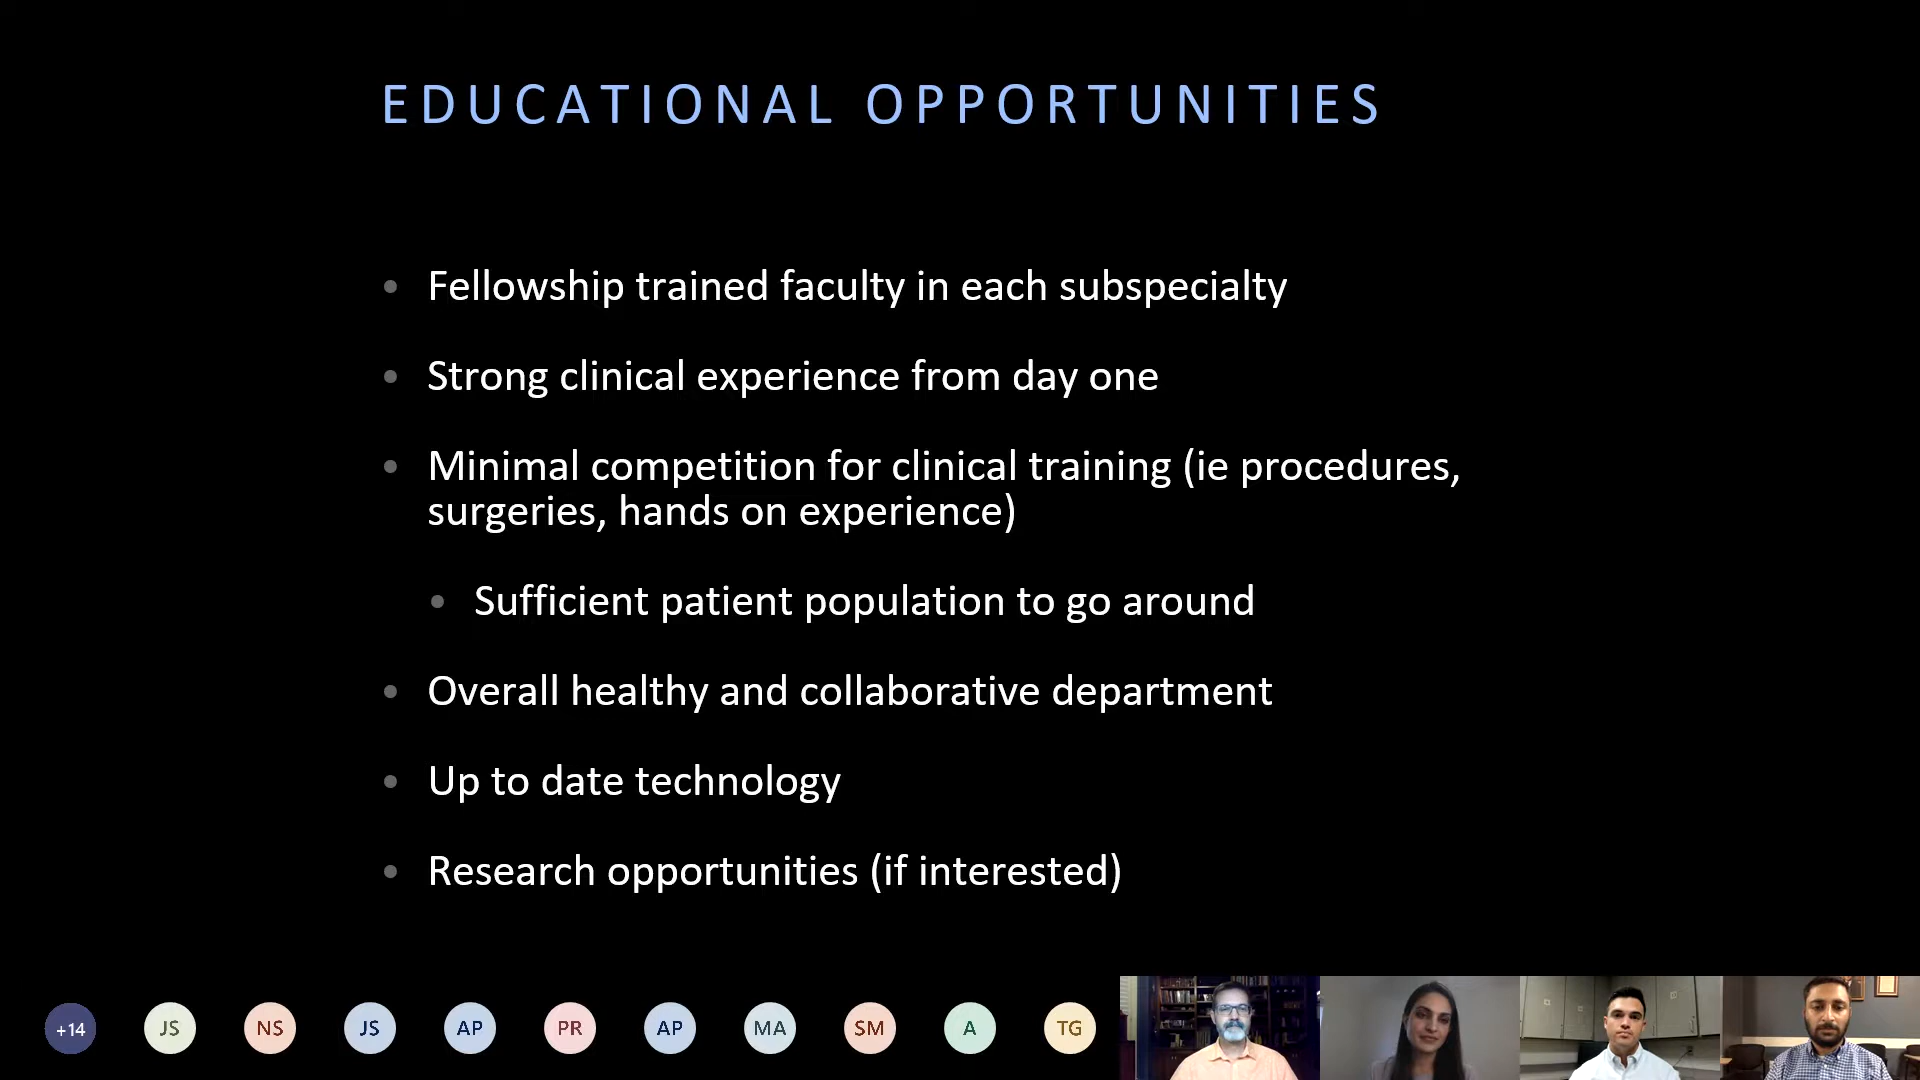 EDUCATIONAL OPPORTUNITIES
• Fellowship trained faculty in each subspecialty
• Strong clinical experience from day one
• Minimal competition for clinical training (ie procedures,
surgeries, hands on experience)
• Sufficient patient population to go around
• Overall healthy and collaborative department
• Up to date technology
• Research opportunities (if interested)
+14 JS NS JS AP PR AP MA SM A TG